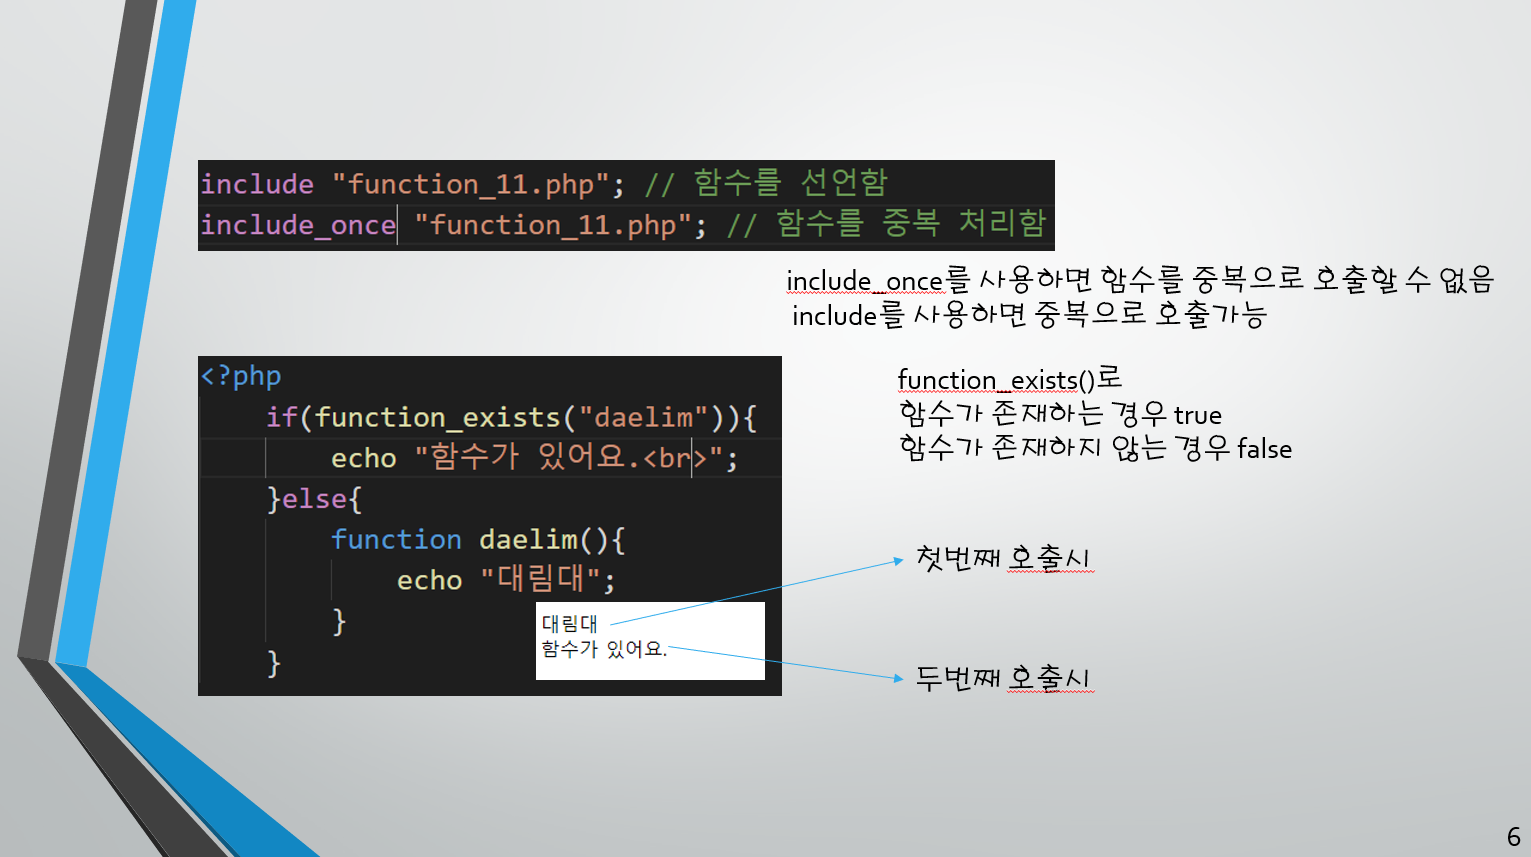 include "function_11.php"; // 함수를 선언함
include_once "function_11.php"; // 함수를 중복 처리함
include_once를 사용하면 함수를 중복으로 호출할 수 없음
include를 사용하면 중복으로 호출가능
<?php
if(function_exists("daelim")){
echo "함수가 있어요.<br>";
}else{
function daelim(){
echo "대림대";
}
}
대림대
함수가 있어요.
function_exists()로
함수가 존재하는 경우 true
함수가 존재하지 않는 경우 false
첫번째 호출시
두번째 호출시
6